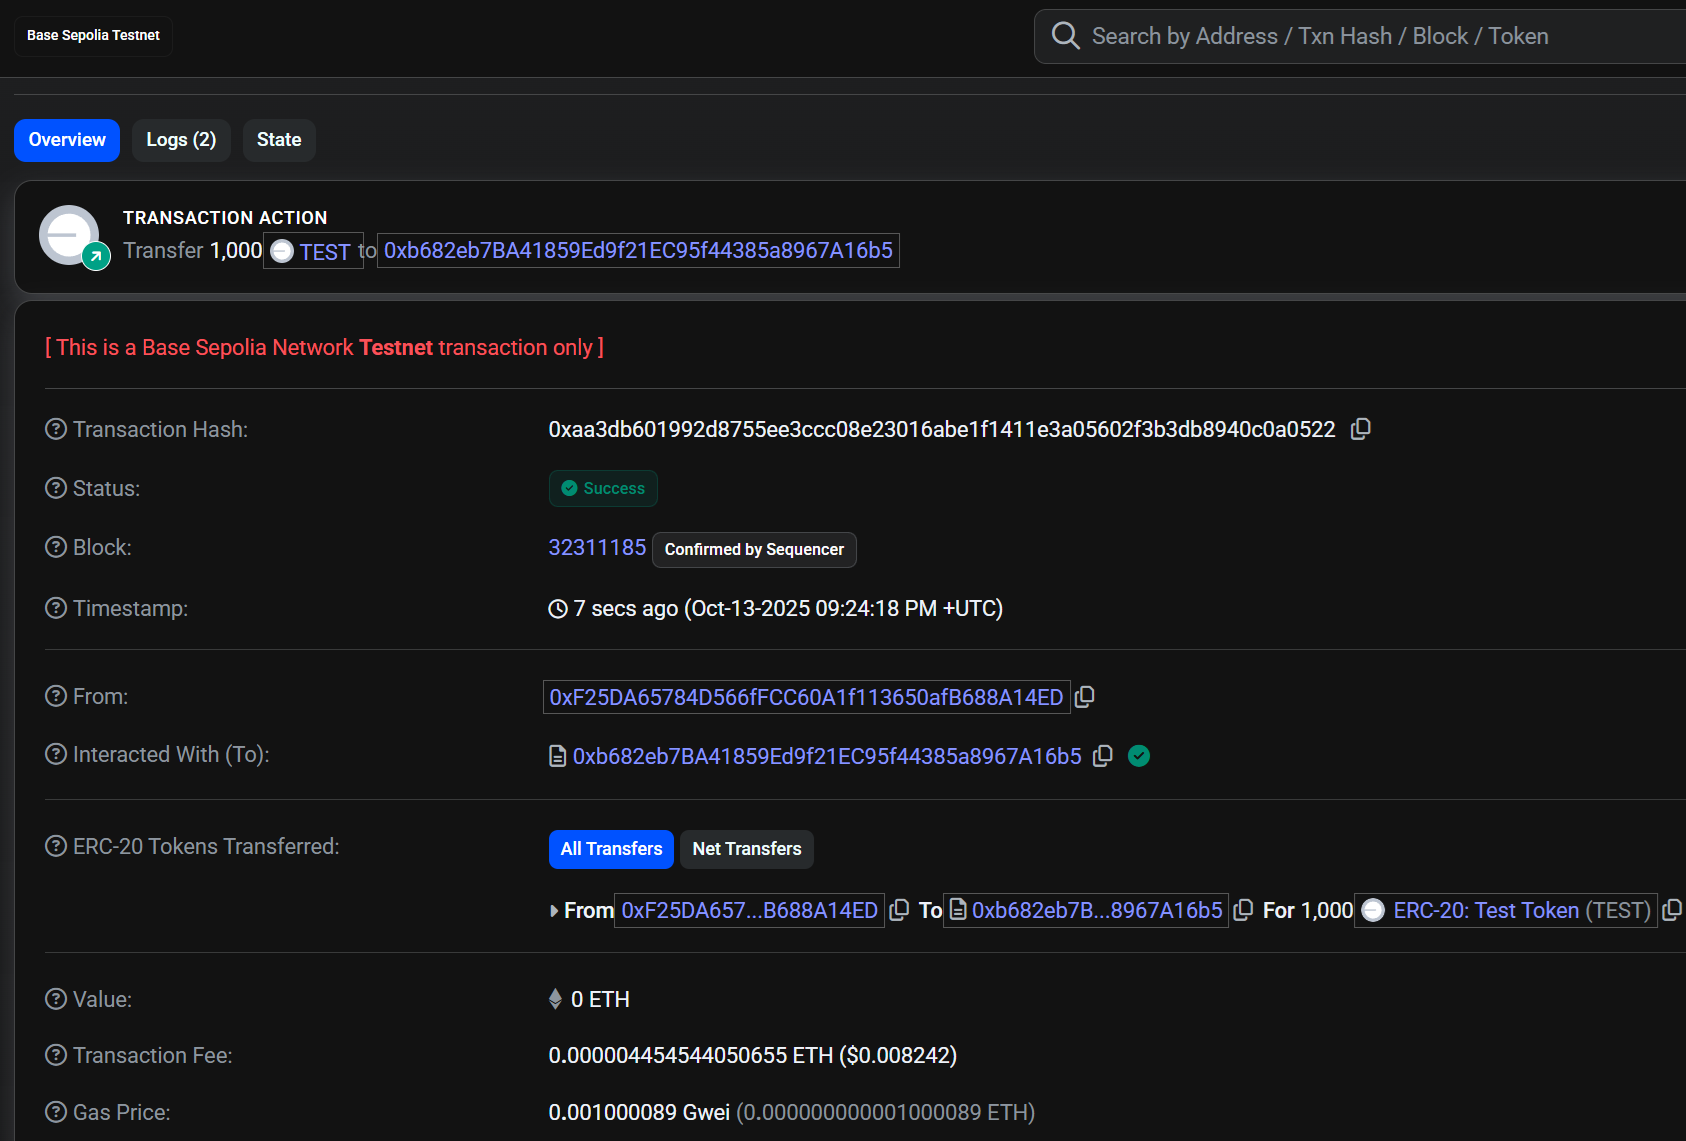 Base Sepolia Testnet
Search by Address / Txn Hash / Block / Token
Overview
Logs (2)
State
TRANSACTION ACTION
Transfer 1,000 TEST to 0xb682eb7BA41859Ed9f21EC95f44385a8967A16b5
[ This is a Base Sepolia Network Testnet transaction only ]
Transaction Hash:
0xaa3db601992d8755ee3ccc08e23016abe1f1411e3a05602f3b3db8940c0a0522
Status:
Success
Block:
32311185 Confirmed by Sequencer
Timestamp:
7 secs ago (Oct-13-2025 09:24:18 PM +UTC)
From:
0xF25DA65784D566fFCC60A1f113650afB688A14ED
Interacted With (To):
0xb682eb7BA41859Ed9f21EC95f44385a8967A16b5
ERC-20 Tokens Transferred:
All Transfers
Net Transfers
From 0xF25DA657...B688A14ED To 0xb682eb7B...8967A16b5 For 1,000 ERC-20: Test Token (TEST)
Value:
0 ETH
Transaction Fee:
0.000004454544050655 ETH ($0.008242)
Gas Price:
0.001000089 Gwei (0.000000000001000089 ETH)